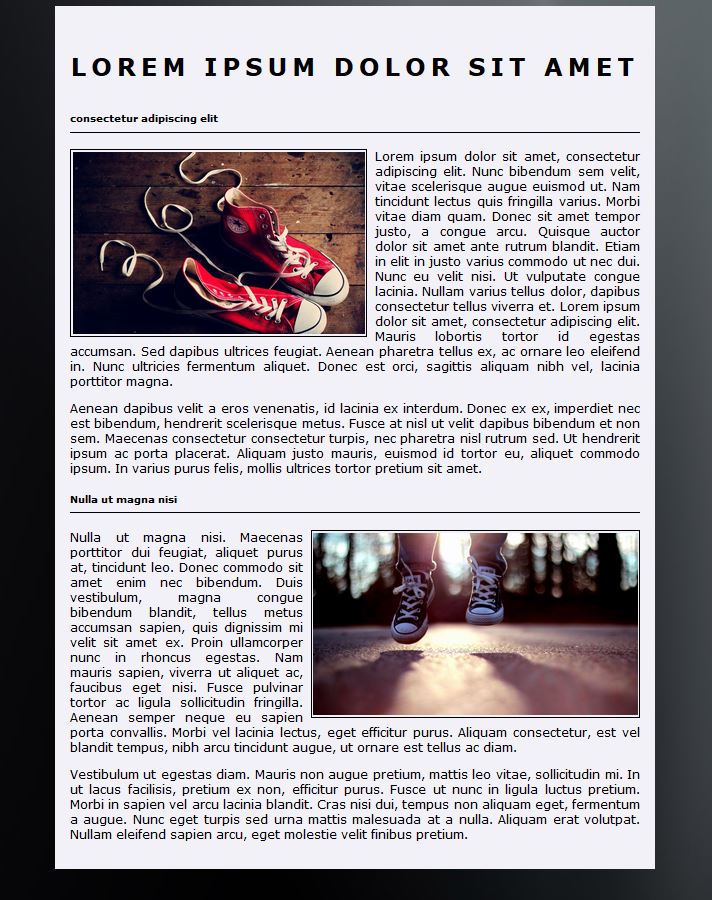 LOREM IPSUM DOLOR SIT AMET
consectetur adipiscing elit
Lorem ipsum dolor sit amet, consectetur
adipiscing elit. Nunc bibendum sem velit,
vitae scelerisque augue euismod ut. Nam
tincidunt lectus quis fringilla varius. Morbi
vitae diam quam. Donec sit amet tempor
justo, a congue arcu. Quisque auctor
dolor sit amet ante rutrum blandit. Etiam
in elit in justo varius commodo ut nec dui.
Nunc eu velit nisi. Ut vulputate congue
lacinia. Nullam varius tellus dolor, dapibus
consectetur tellus viverra et. Lorem ipsum
dolor sit amet, consectetur adipiscing elit.
Mauris lobortis tortor id egestas
accumsan. Sed dapibus ultrices feugiat. Aenean pharetra tellus ex, ac ornare leo eleifend
in. Nunc ultricies fermentum aliquet. Donec est orci, sagittis aliquam nibh vel, lacinia
porttitor magna.
Aenean dapibus velit a eros venenatis, id lacinia ex interdum. Donec ex ex, imperdiet nec
est bibendum, hendrerit scelerisque metus. Fusce at nisl ut velit dapibus bibendum et non
sem. Maecenas consectetur consectetur turpis, nec pharetra nisl rutrum sed. Ut hendrerit
ipsum ac porta placerat. Aliquam justo mauris, euismod id tortor eu, aliquet commodo
ipsum. In varius purus felis, mollis ultrices tortor pretium sit amet.
Nulla ut magna nisi
Nulla ut magna nisi. Maecenas
porttitor dui feugiat, aliquet purus
at, tincidunt leo. Donec commodo sit
amet enim nec bibendum. Duis
vestibulum, magna congue
bibendum blandit, tellus metus
accumsan sapien, quis dignissim mi
velit sit amet ex. Proin ullamcorper
nunc in rhoncus egestas. Nam
mauris sapien, viverra ut aliquet ac,
faucibus eget nisi. Fusce pulvinar
tortor ac ligula sollicitudin fringilla.
Aenean semper neque eu sapien
porta convallis. Morbi vel lacinia lectus, eget efficitur purus. Aliquam consectetur, est vel
blandit tempus, nibh arcu tincidunt augue, ut ornare est tellus ac diam.
Vestibulum ut egestas diam. Mauris non augue pretium, mattis leo vitae, sollicitudin mi. In
ut lacus facilisis, pretium ex non, efficitur purus. Fusce ut nunc in ligula luctus pretium.
Morbi in sapien vel arcu lacinia blandit. Cras nisi dui, tempus non aliquam eget, fermentum
a augue. Nunc eget turpis sed urna mattis malesuada at a nulla. Aliquam erat volutpat.
Nullam eleifend sapien arcu, eget molestie velit finibus pretium.